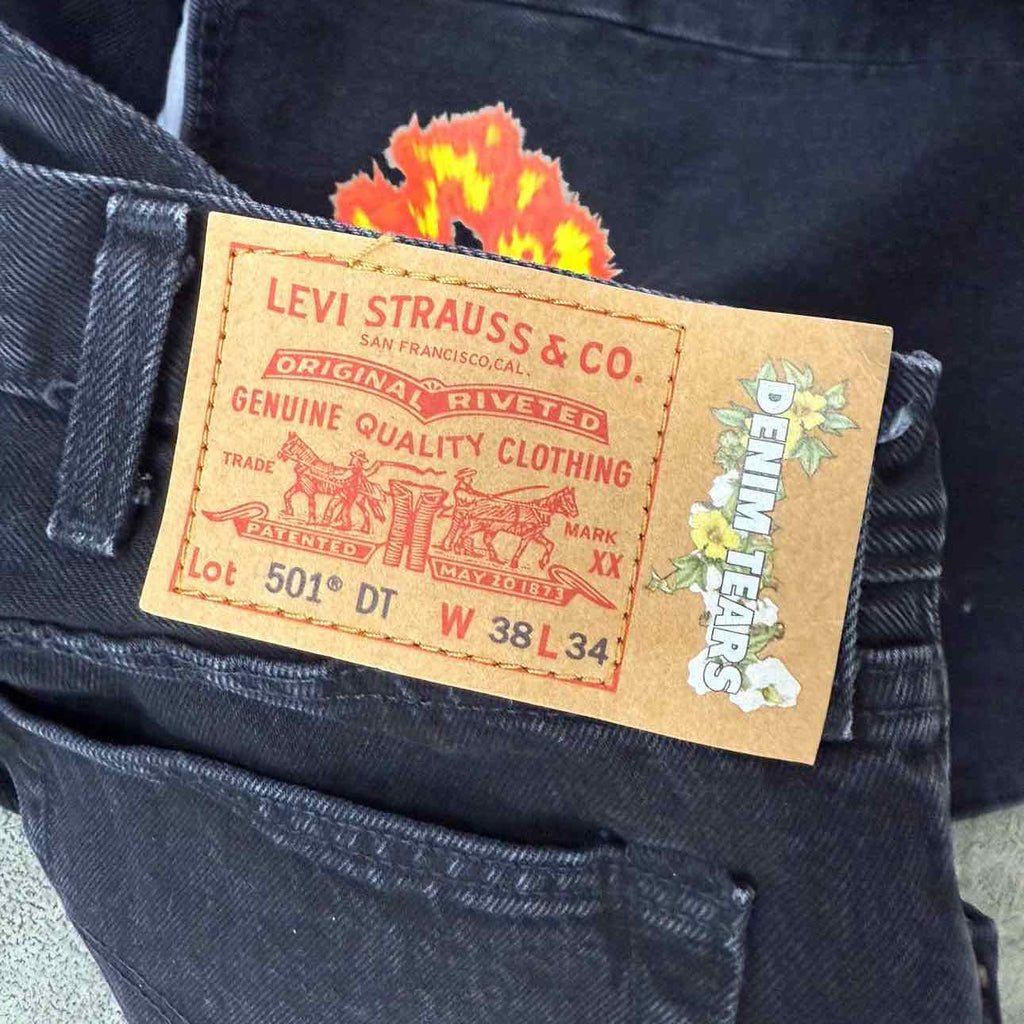 LEVI STRAUSS & CO.
SAN FRANCISCO, CAL.
ORIGINAL RIVETED
GENUINE QUALITY CLOTHING
TRADE MARK
XX
PATENTED MAY 20 1873
Lot 501® DT W 38 L 34
DENIM TEARS